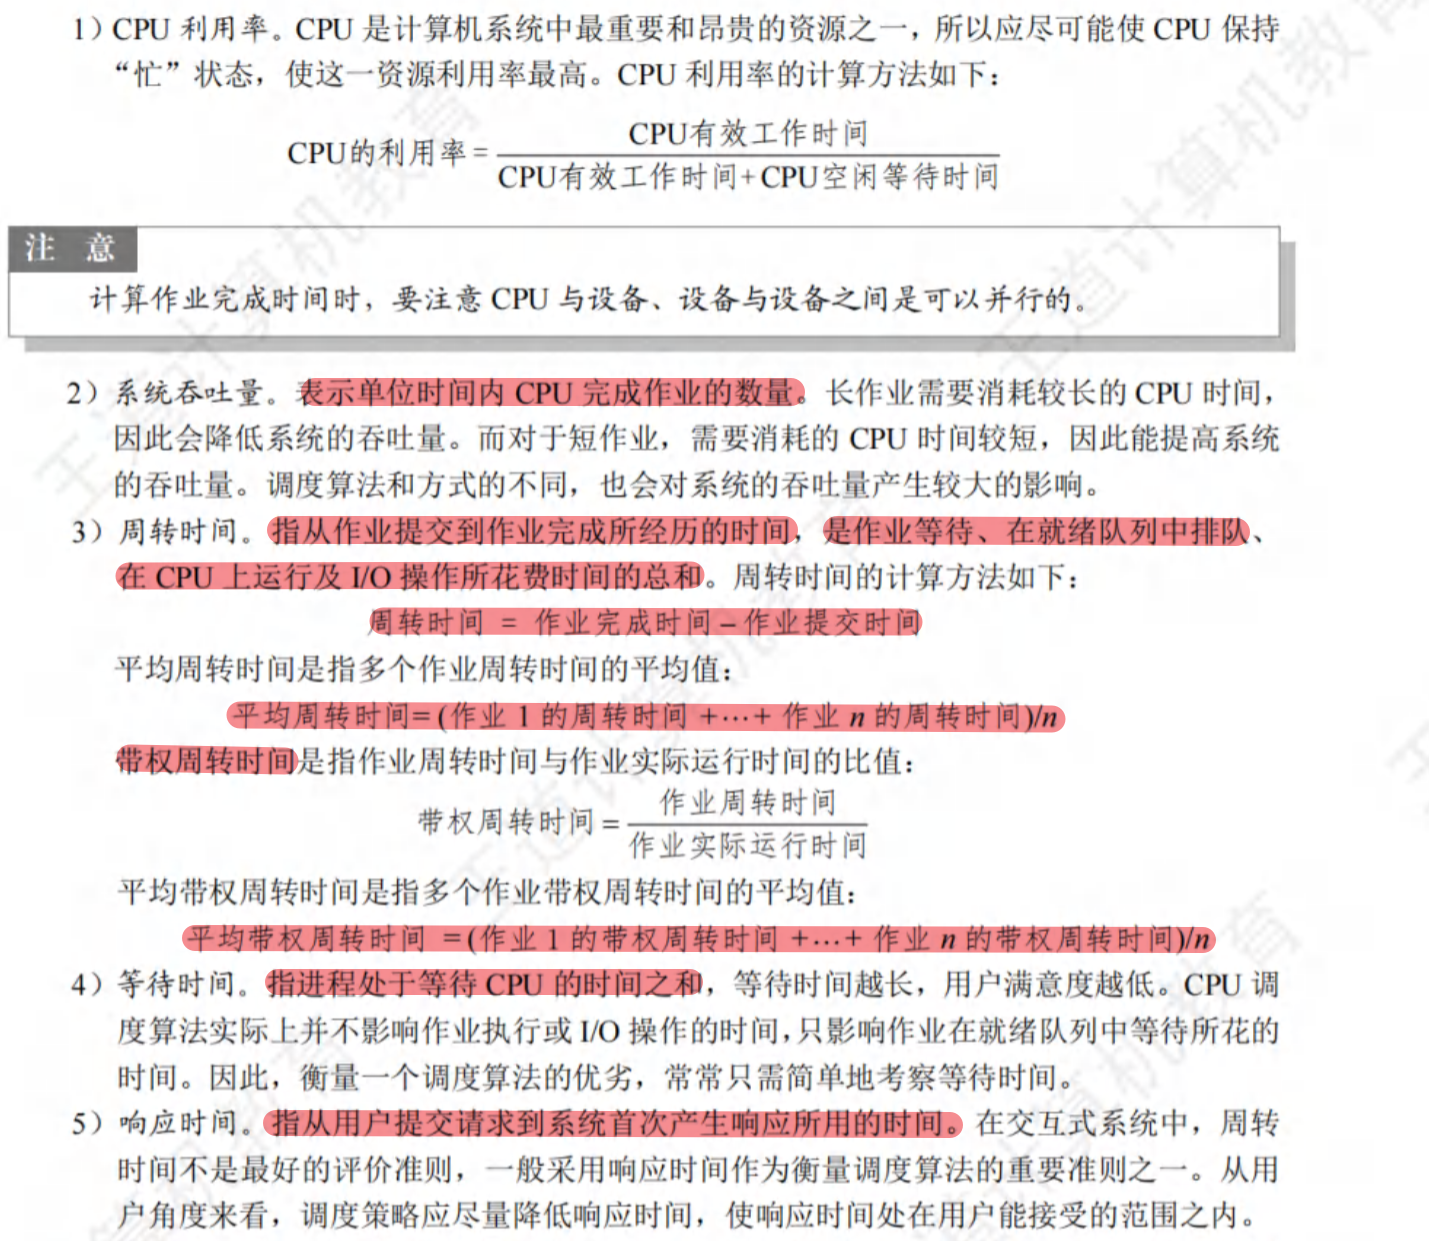 1）CPU 利用率。CPU 是计算机系统中最重要和昂贵的资源之一，所以应尽可能使 CPU 保持
“忙”状态，使这一资源利用率最高。CPU 利用率的计算方法如下：
CPU有效工作时间
CPU的利用率=
CPU有效工作时间+CPU空闲等待时间
注 意
计算作业完成时间时，要注意 CPU 与设备、设备与设备之间是可以并行的。
2）系统吞吐量。表示单位时间内 CPU 完成作业的数量。长作业需要消耗较长的 CPU 时间，
因此会降低系统的吞吐量。而对于短作业，需要消耗的 CPU 时间较短，因此能提高系统
的吞吐量。调度算法和方式的不同，也会对系统的吞吐量产生较大的影响。
3）周转时间。指从作业提交到作业完成所经历的时间，是作业等待、在就绪队列中排队、
在 CPU 上运行及 I/O 操作所花费时间的总和。周转时间的计算方法如下：
周转时间 = 作业完成时间−作业提交时间
平均周转时间是指多个作业周转时间的平均值：
平均周转时间= (作业 1 的周转时间 +…+ 作业 n 的周转时间)/n
带权周转时间是指作业周转时间与作业实际运行时间的比值：
作业周转时间
带权周转时间=
作业实际运行时间
平均带权周转时间是指多个作业带权周转时间的平均值：
平均带权周转时间 =(作业 1 的带权周转时间 +…+ 作业 n 的带权周转时间)/n
4）等待时间。指进程处于等待 CPU 的时间之和，等待时间越长，用户满意度越低。CPU 调
度算法实际上并不影响作业执行或 I/O 操作的时间，只影响作业在就绪队列中等待所花的
时间。因此，衡量一个调度算法的优劣，常常只需简单地考察等待时间。
5）响应时间。指从用户提交请求到系统首次产生响应所用的时间。在交互式系统中，周转
时间不是最好的评价准则，一般采用响应时间作为衡量调度算法的重要准则之一。从用
户角度来看，调度策略应尽量降低响应时间，使响应时间处在用户能接受的范围之内。
王道计算机教育
王道计算机教育
王道计算机教育